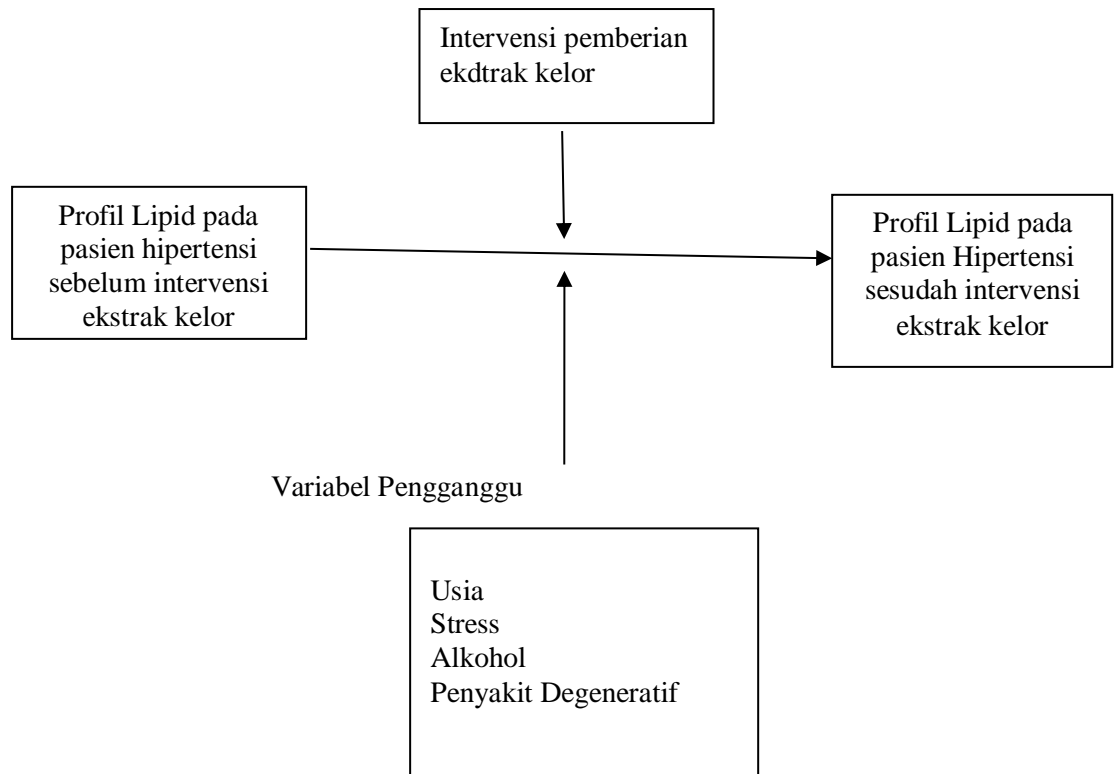 Intervensi pemberian
ekdtrak kelor
Profil Lipid pada
pasien hipertensi
sebelum intervensi
ekstrak kelor
Profil Lipid pada
pasien Hipertensi
sesudah intervensi
ekstrak kelor
Variabel Pengganggu
Usia
Stress
Alkohol
Penyakit Degeneratif